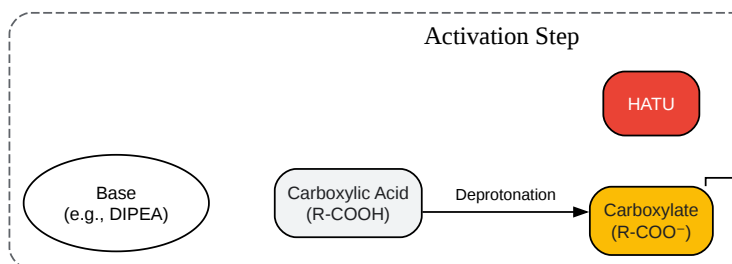 Activation Step
HATU
Base
(e.g., DIPEA)
Carboxylic Acid
(R-COOH)
Deprotonation
Carboxylate
(R-COO⁻)